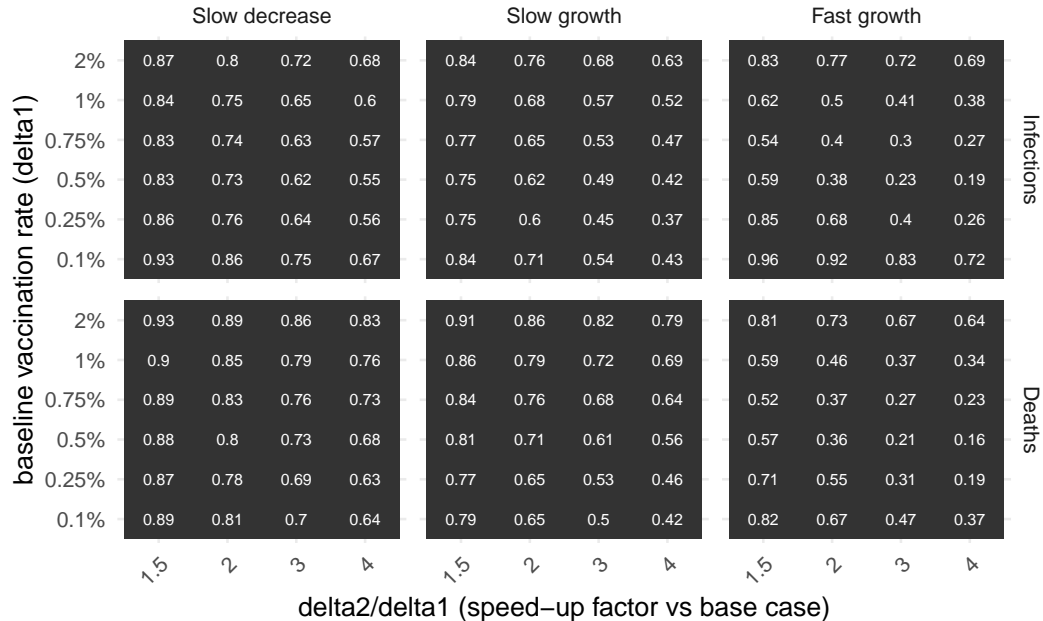 Slow decrease Slow growth Fast growth
baseline vaccination rate (delta1)
2% 0.87 0.8 0.72 0.68 0.84 0.76 0.68 0.63 0.83 0.77 0.72 0.69
1% 0.84 0.75 0.65 0.6 0.79 0.68 0.57 0.52 0.62 0.5 0.41 0.38
0.75% 0.83 0.74 0.63 0.57 0.77 0.65 0.53 0.47 0.54 0.4 0.3 0.27
0.5% 0.83 0.73 0.62 0.55 0.75 0.62 0.49 0.42 0.59 0.38 0.23 0.19
0.25% 0.86 0.76 0.64 0.56 0.75 0.6 0.45 0.37 0.85 0.68 0.4 0.26
0.1% 0.93 0.86 0.75 0.67 0.84 0.71 0.54 0.43 0.96 0.92 0.83 0.72
Infections
2% 0.93 0.89 0.86 0.83 0.91 0.86 0.82 0.79 0.81 0.73 0.67 0.64
1% 0.9 0.85 0.79 0.76 0.86 0.79 0.72 0.69 0.59 0.46 0.37 0.34
0.75% 0.89 0.83 0.76 0.73 0.84 0.76 0.68 0.64 0.52 0.37 0.27 0.23
0.5% 0.88 0.8 0.73 0.68 0.81 0.71 0.61 0.56 0.57 0.36 0.21 0.16
0.25% 0.87 0.78 0.69 0.63 0.77 0.65 0.53 0.46 0.71 0.55 0.31 0.19
0.1% 0.89 0.81 0.7 0.64 0.79 0.65 0.5 0.42 0.82 0.67 0.47 0.37
Deaths
1.5 2 3 4 1.5 2 3 4 1.5 2 3 4
delta2/delta1 (speed−up factor vs base case)